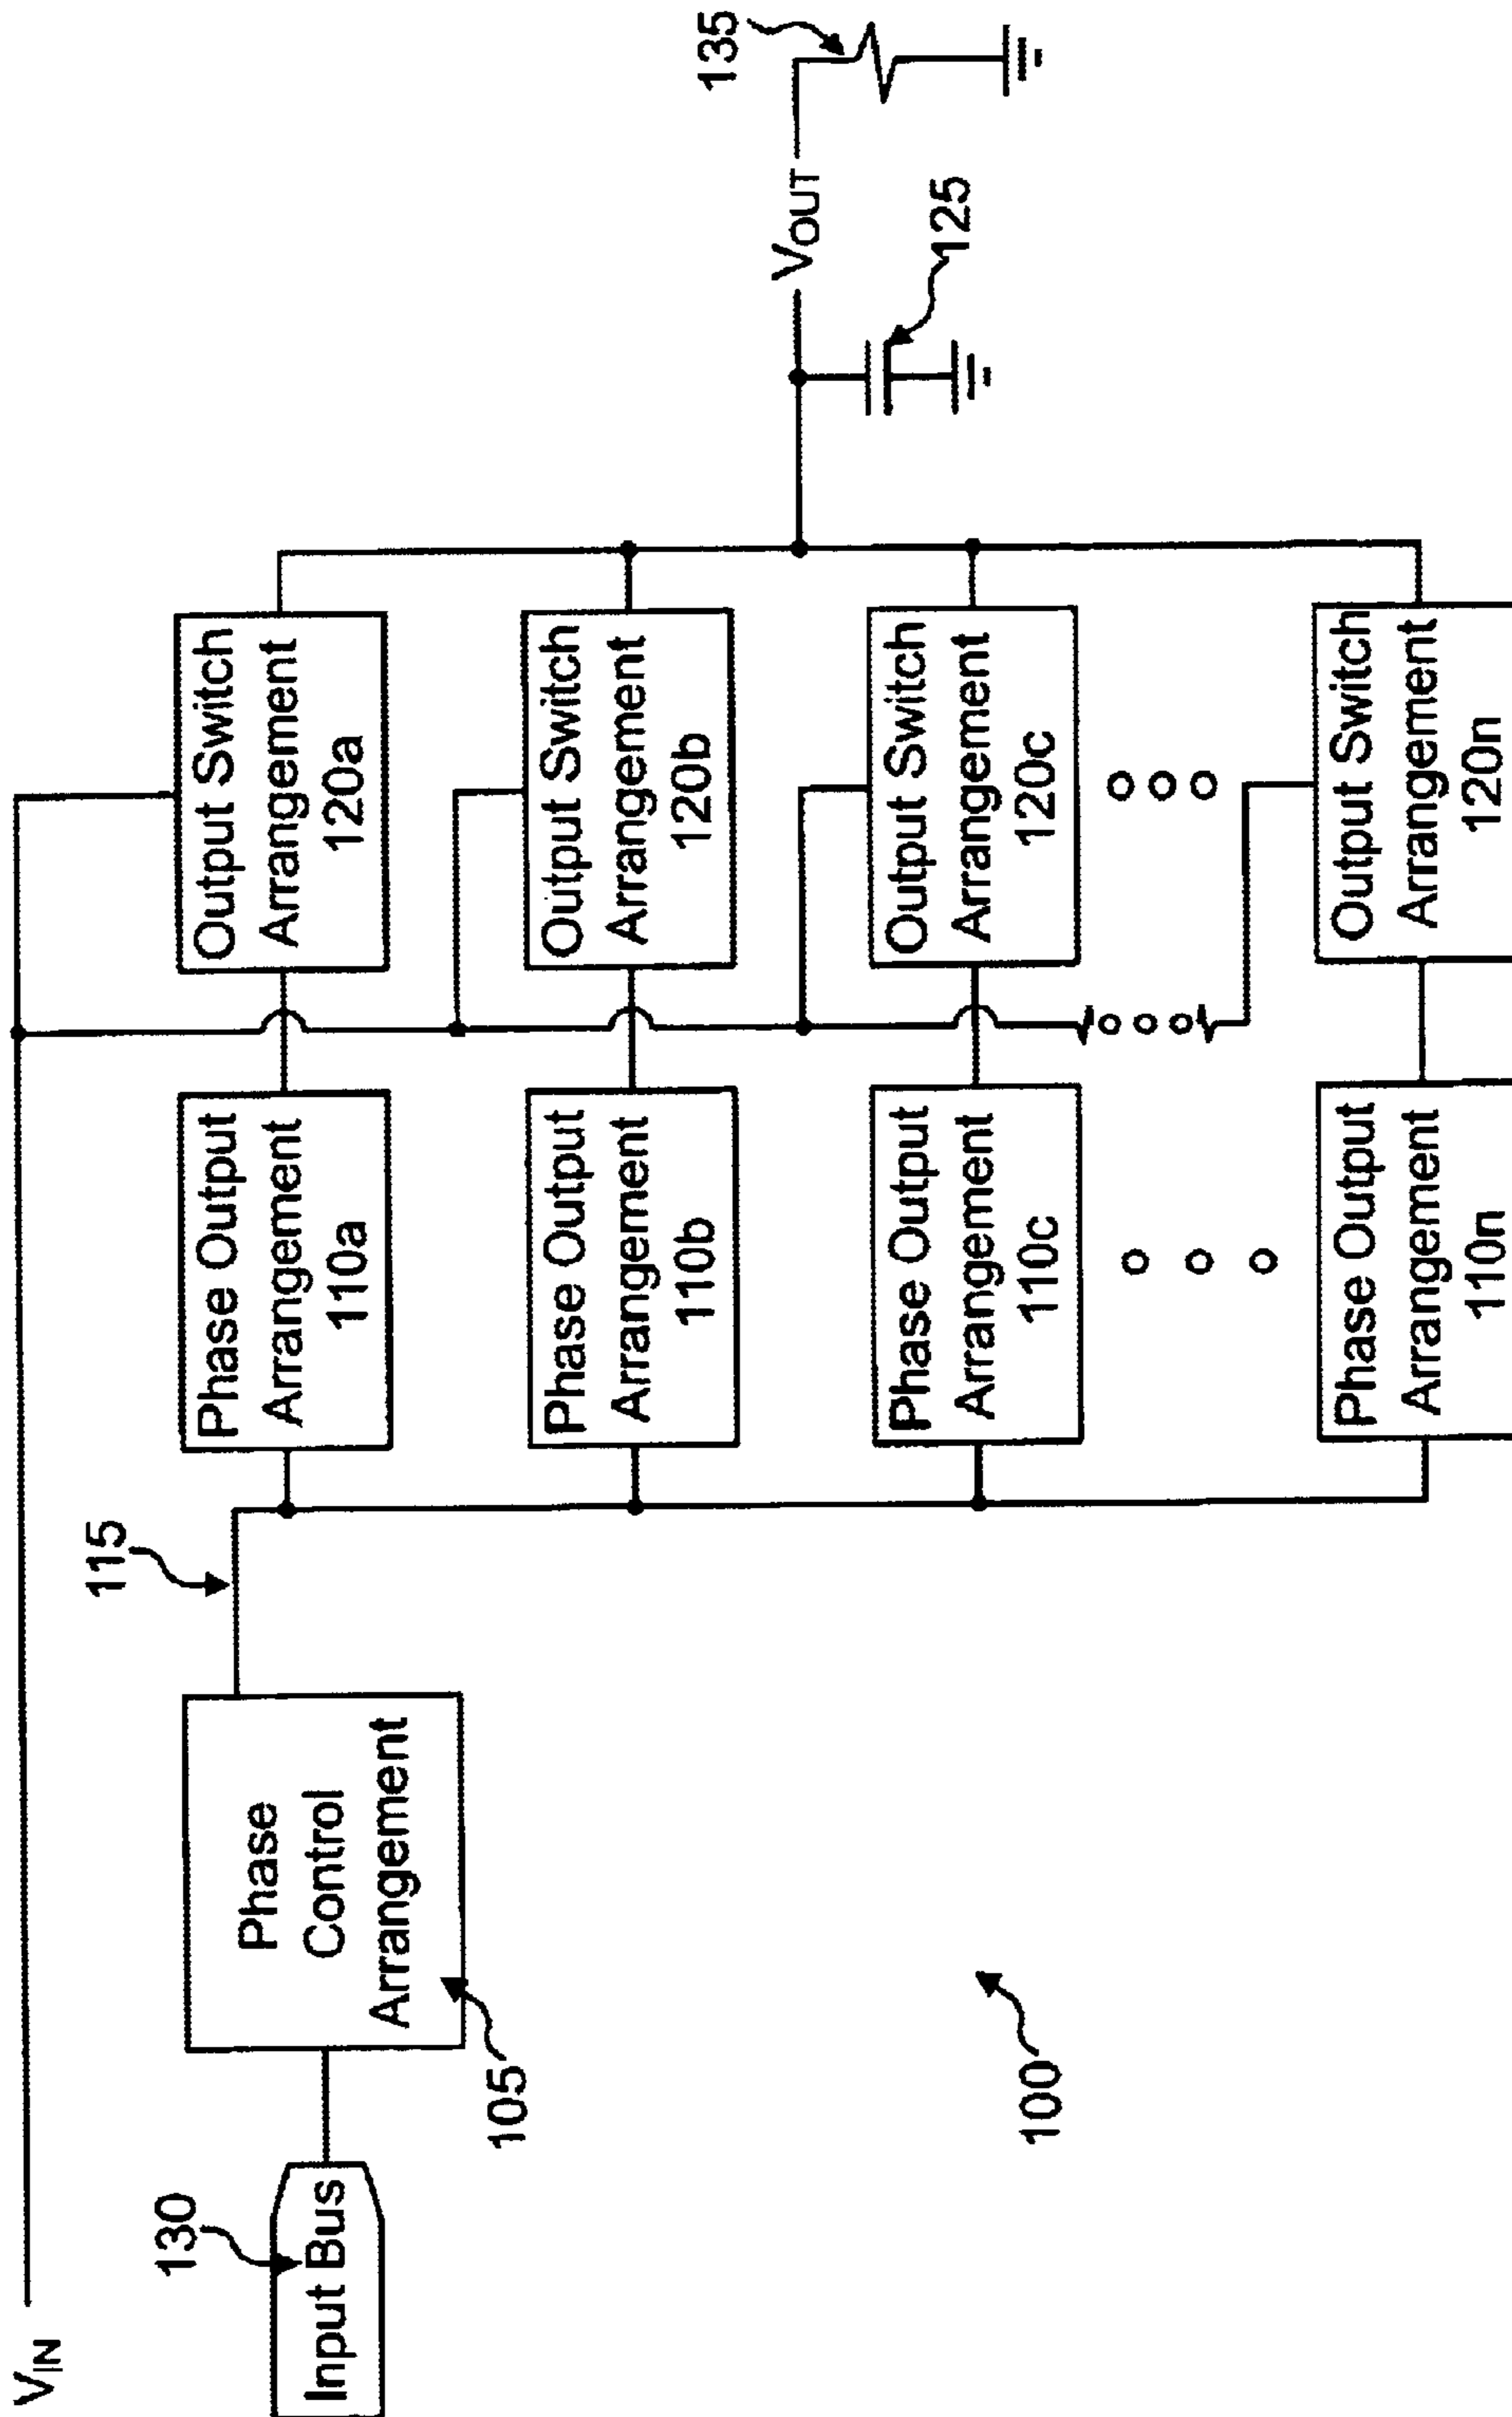 V_IN
130
Input Bus
Phase
Control
Arrangement
105
115
100
Phase Output
Arrangement
110a
Output Switch
Arrangement
120a
Phase Output
Arrangement
110b
Output Switch
Arrangement
120b
Phase Output
Arrangement
110c
Output Switch
Arrangement
120c
Phase Output
Arrangement
110n
Output Switch
Arrangement
120n
V_OUT
125
135